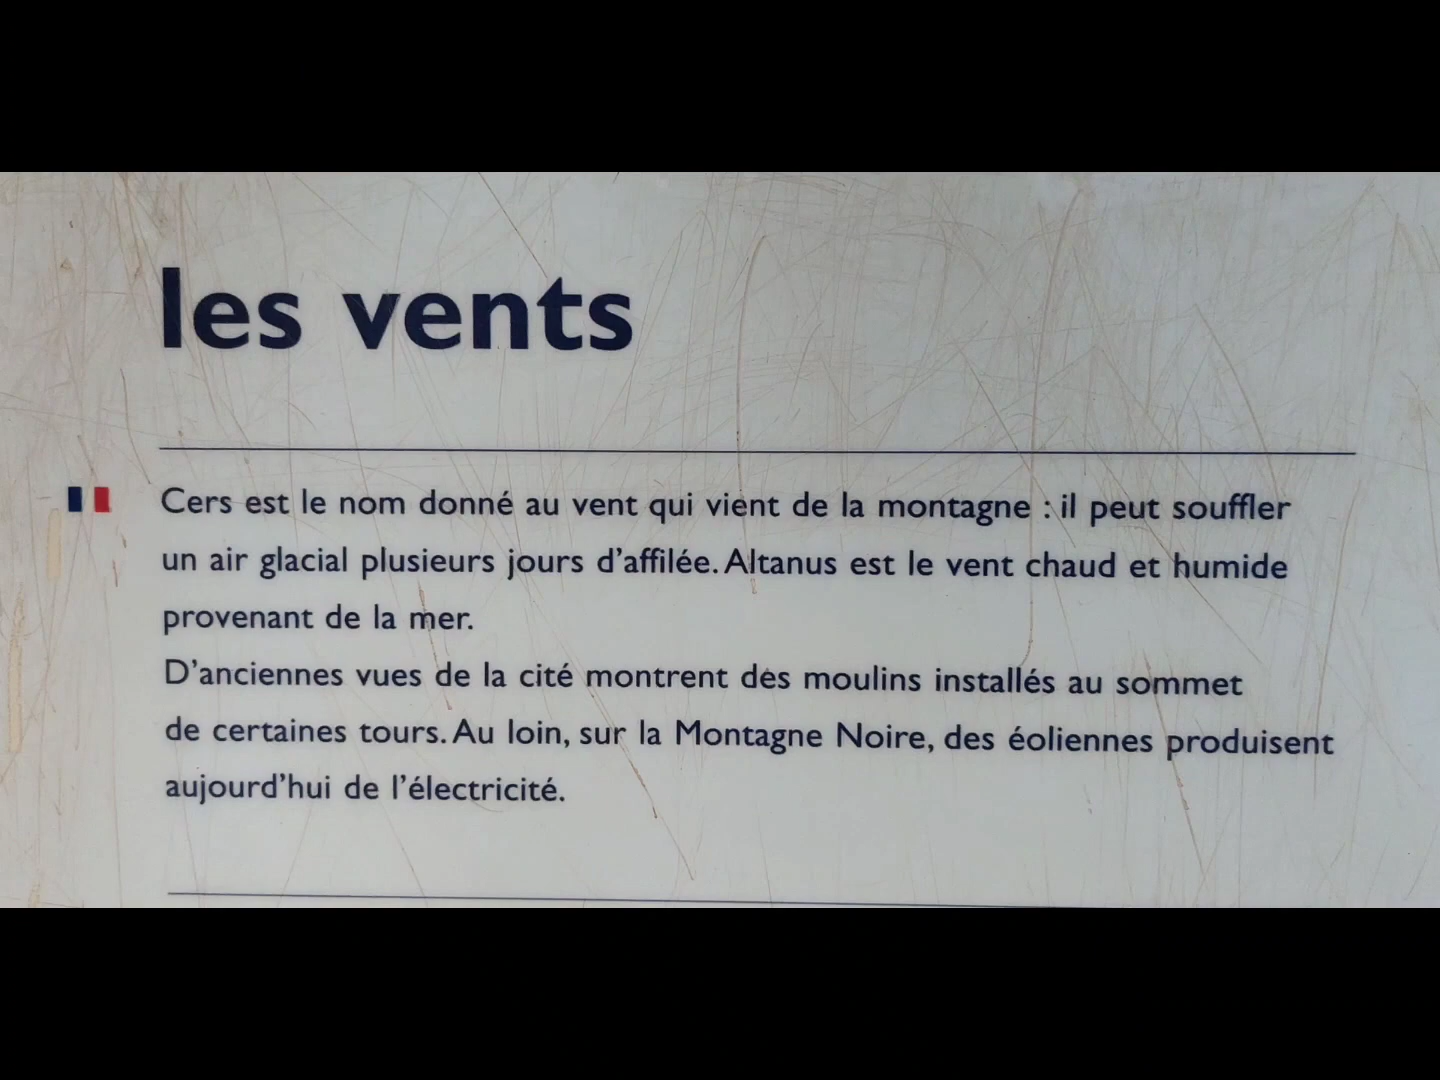 les vents
Cers est le nom donné au vent qui vient de la montagne : il peut souffler
un air glacial plusieurs jours d'affilée. Altanus est le vent chaud et humide
provenant de la mer.
D'anciennes vues de la cité montrent des moulins installés au sommet
de certaines tours. Au loin, sur la Montagne Noire, des éoliennes produisent
aujourd'hui de l'électricité.